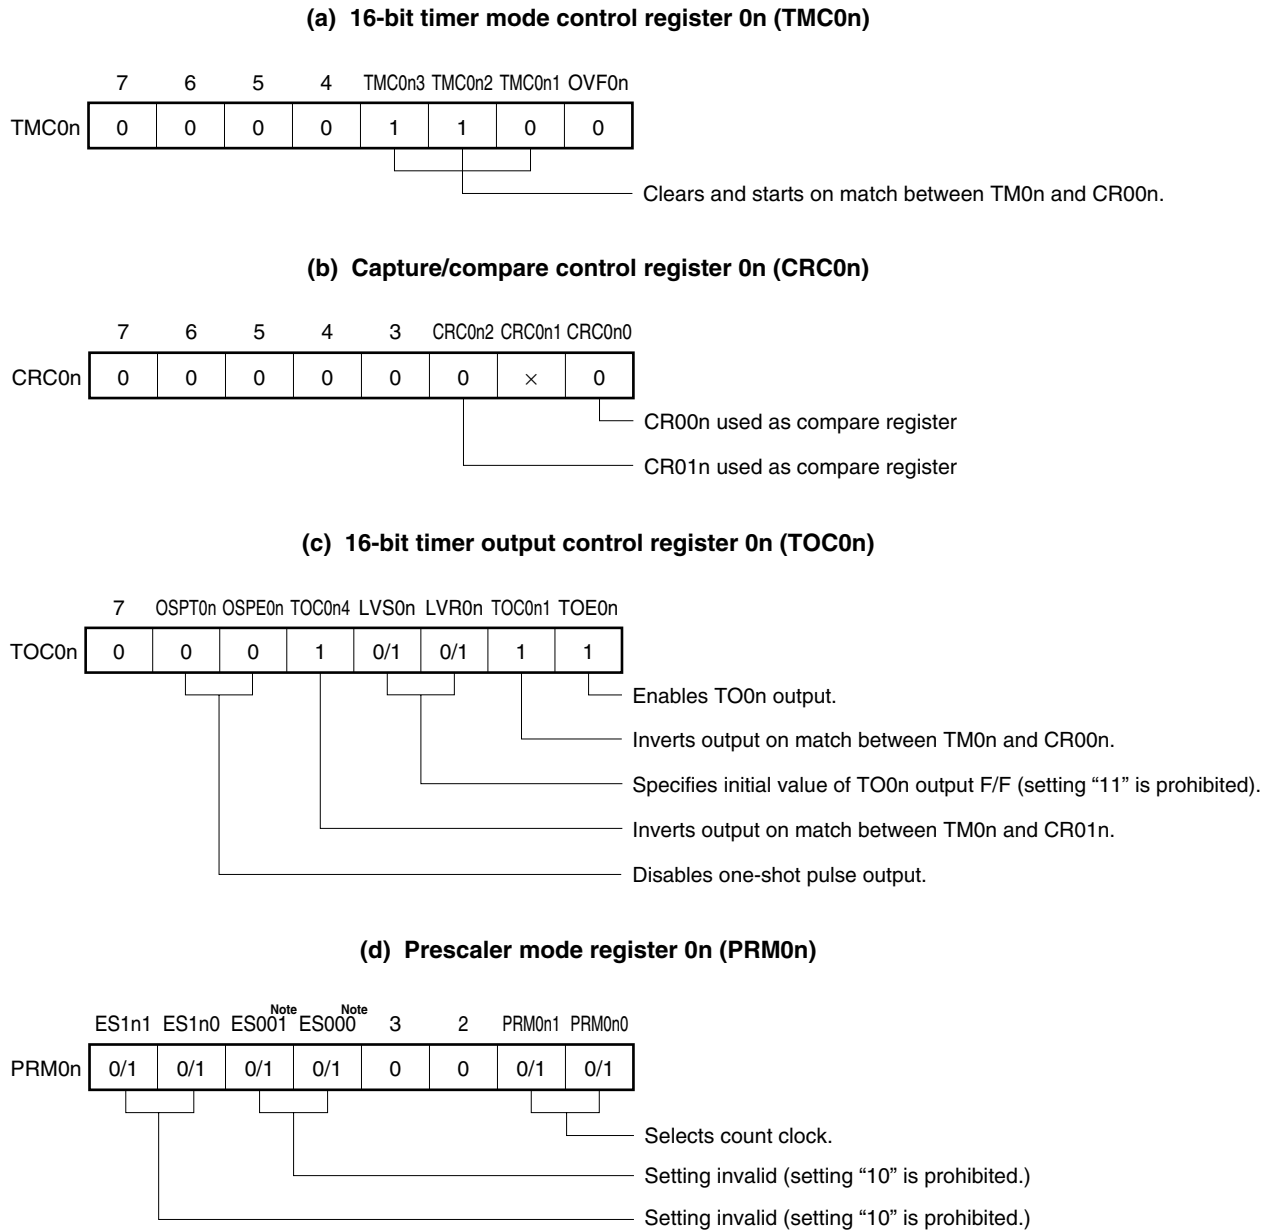 (a) 16-bit timer mode control register 0n (TMC0n)
7 6 5 4 TMC0n3 TMC0n2 TMC0n1 OVF0n
TMC0n 0 0 0 0 1 1 0 0
Clears and starts on match between TM0n and CR00n.
(b) Capture/compare control register 0n (CRC0n)
7 6 5 4 3 CRC0n2 CRC0n1 CRC0n0
CRC0n 0 0 0 0 0 0 × 0
CR00n used as compare register
CR01n used as compare register
(c) 16-bit timer output control register 0n (TOC0n)
7 OSPT0n OSPE0n TOC0n4 LVS0n LVR0n TOC0n1 TOE0n
TOC0n 0 0 0 1 0/1 0/1 1 1
Enables TO0n output.
Inverts output on match between TM0n and CR00n.
Specifies initial value of TO0n output F/F (setting “11” is prohibited).
Inverts output on match between TM0n and CR01n.
Disables one-shot pulse output.
(d) Prescaler mode register 0n (PRM0n)
ES1n1 ES1n0 ES001 Note ES000 Note 3 2 PRM0n1 PRM0n0
PRM0n 0/1 0/1 0/1 0/1 0 0 0/1 0/1
Selects count clock.
Setting invalid (setting “10” is prohibited.)
Setting invalid (setting “10” is prohibited.)